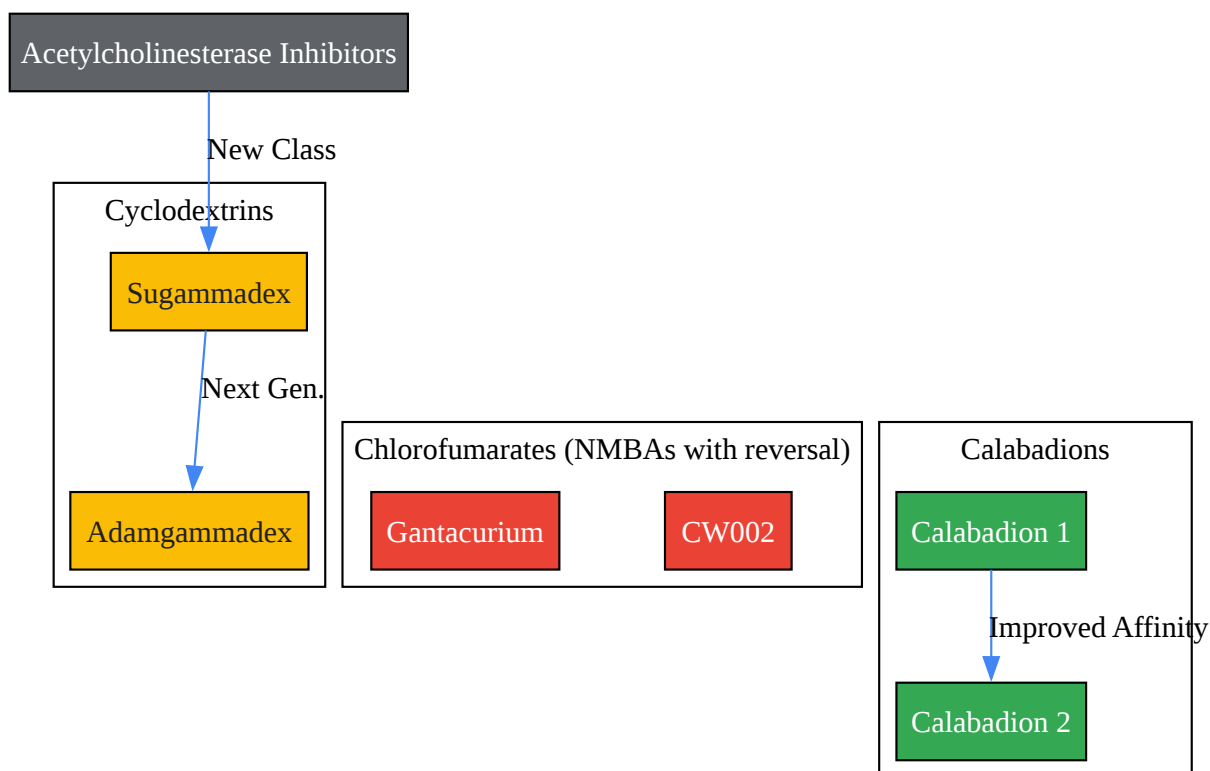 Acetylcholinesterase Inhibitors
New Class
Cyclodextrins
Sugammadex
Next Gen.
Adamgammadex
Chlorofumarates (NMBAs with reversal)
Gantacurium
CW002
Calabadions
Calabadion 1
Improved Affinity
Calabadion 2